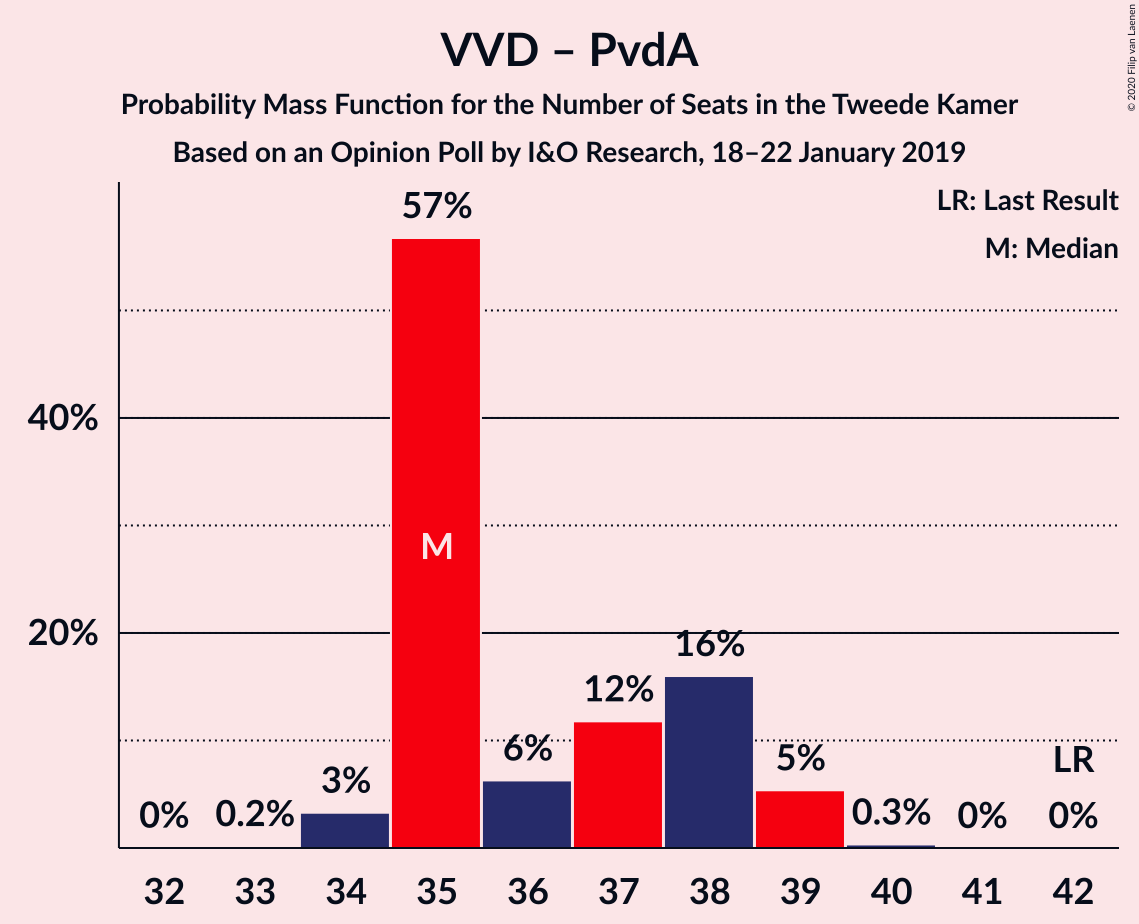 VVD – PvdA
Probability Mass Function for the Number of Seats in the Tweede Kamer
Based on an Opinion Poll by I&O Research, 18–22 January 2019
© 2020 Filip van Laenen
LR: Last Result
M: Median
57%
40%
M
20%
16%
12%
6%
5%
LR
3%
0%
0.2%
0.3%
0%
0%
32 33 34 35 36 37 38 39 40 41 42